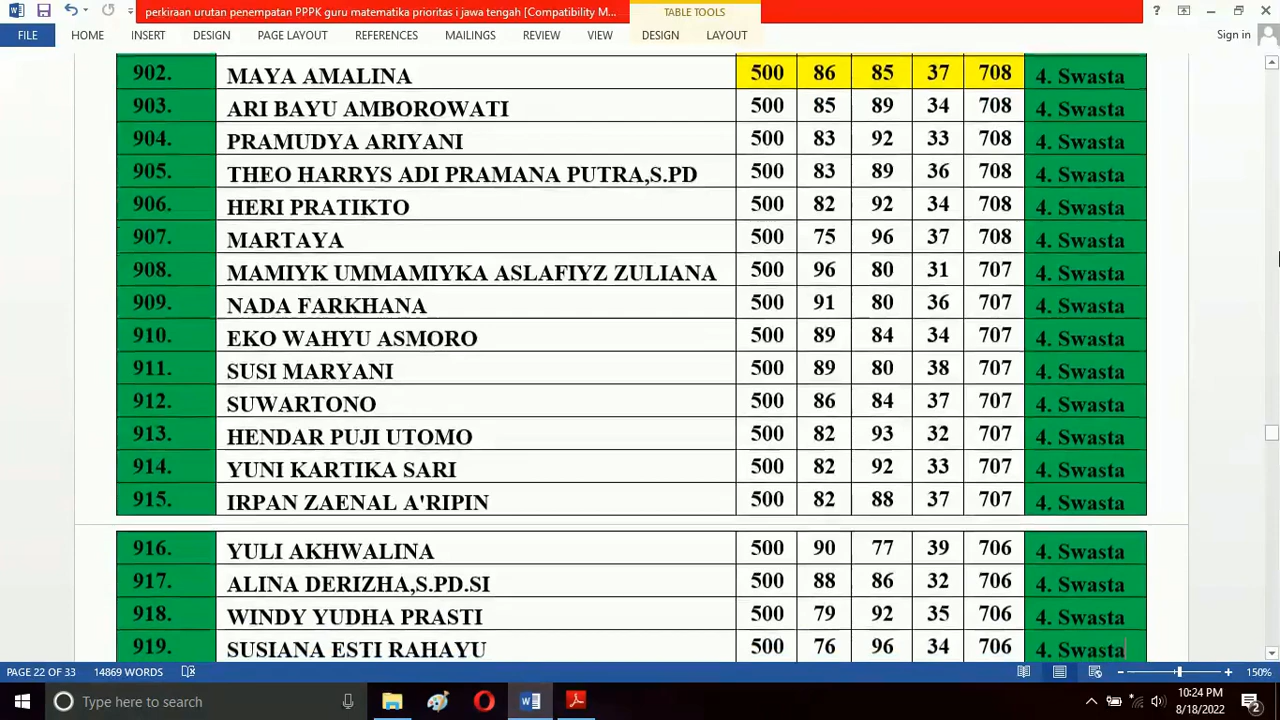 perkiraan urutan penempatan PPPK guru matematika prioritas i jawa tengah [Compatibility M...
TABLE TOOLS
?
FILE HOME INSERT DESIGN PAGE LAYOUT REFERENCES MAILINGS REVIEW VIEW DESIGN LAYOUT Sign in
902. MAYA AMALINA 500 86 85 37 708 4. Swasta
903. ARI BAYU AMBOROWATI 500 85 89 34 708 4. Swasta
904. PRAMUDYA ARIYANI 500 83 92 33 708 4. Swasta
905. THEO HARRYS ADI PRAMANA PUTRA,S.PD 500 83 89 36 708 4. Swasta
906. HERI PRATIKTO 500 82 92 34 708 4. Swasta
907. MARTAYA 500 75 96 37 708 4. Swasta
908. MAMIYK UMMAMIYKA ASLAFIYZ ZULIANA 500 96 80 31 707 4. Swasta
909. NADA FARKHANA 500 91 80 36 707 4. Swasta
910. EKO WAHYU ASMORO 500 89 84 34 707 4. Swasta
911. SUSI MARYANI 500 89 80 38 707 4. Swasta
912. SUWARTONO 500 86 84 37 707 4. Swasta
913. HENDAR PUJI UTOMO 500 82 93 32 707 4. Swasta
914. YUNI KARTIKA SARI 500 82 92 33 707 4. Swasta
915. IRPAN ZAENAL A'RIPIN 500 82 88 37 707 4. Swasta
916. YULI AKHWALINA 500 90 77 39 706 4. Swasta
917. ALINA DERIZHA,S.PD.SI 500 88 86 32 706 4. Swasta
918. WINDY YUDHA PRASTI 500 79 92 35 706 4. Swasta
919. SUSIANA ESTI RAHAYU 500 76 96 34 706 4. Swasta
PAGE 22 OF 33 14869 WORDS 150%
Type here to search
10:24 PM
8/18/2022
2